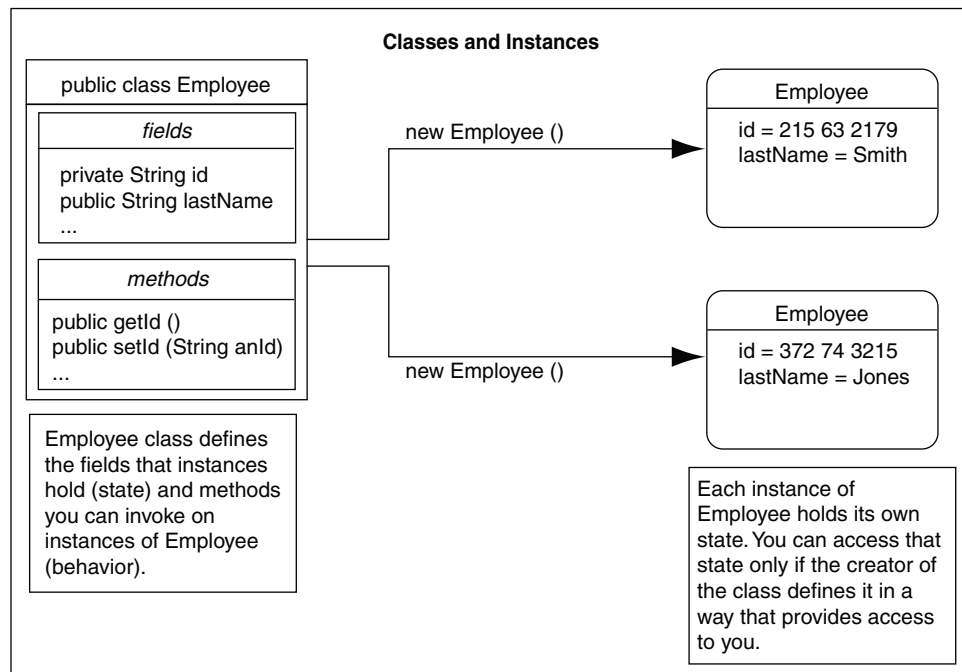 Classes and Instances
public class Employee
fields
private String id
public String lastName
...
methods
public getId ()
public setId (String anId)
...
Employee class defines
the fields that instances
hold (state) and methods
you can invoke on
instances of Employee
(behavior).
new Employee ()
new Employee ()
Employee
id = 215 63 2179
lastName = Smith
Employee
id = 372 74 3215
lastName = Jones
Each instance of
Employee holds its own
state. You can access that
state only if the creator of
the class defines it in a
way that provides access
to you.